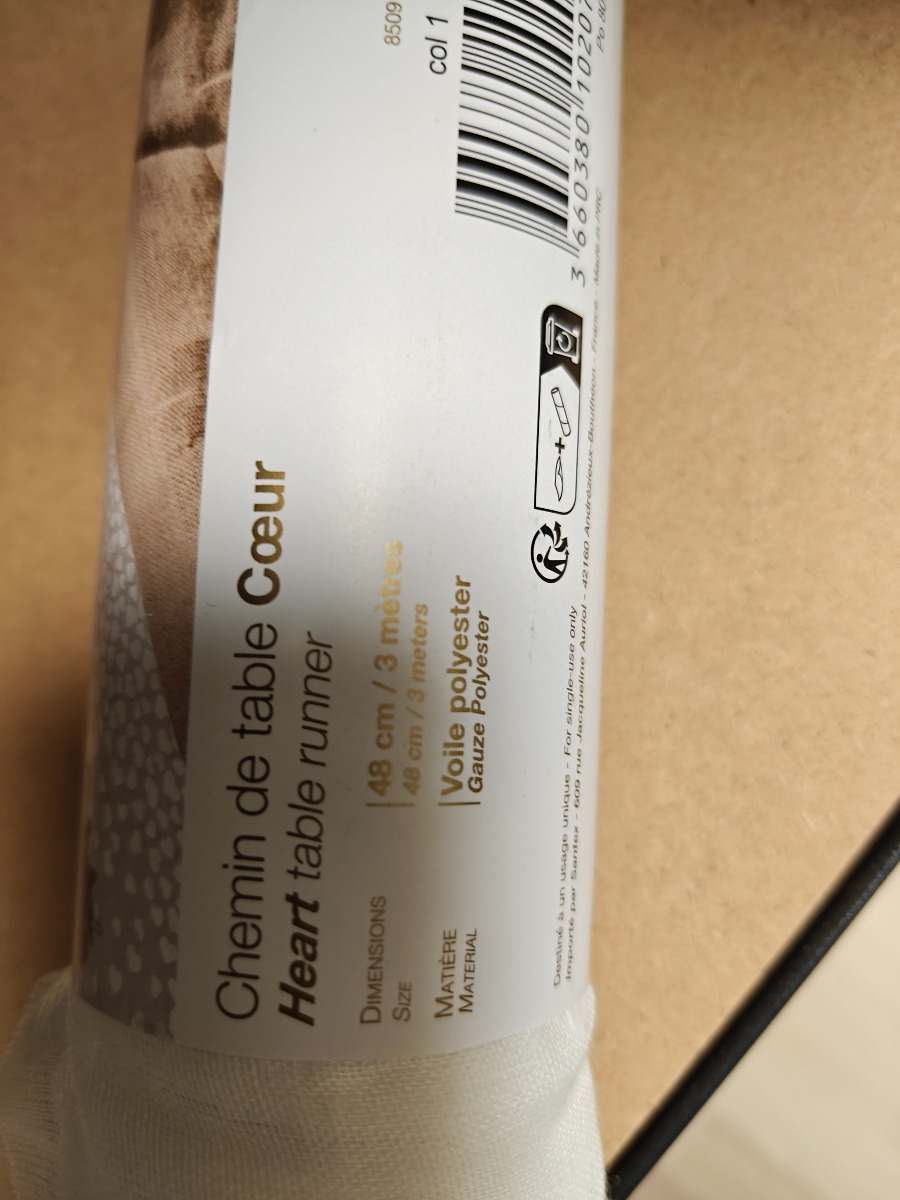 Chemin de table Cœur
Heart table runner
DIMENSIONS
SIZE
48 cm / 3 mètres
48 cm / 3 meters
MATIÈRE
MATERIAL
Voile polyester
Gauze Polyester
8509
col 1
3 660380 10207
Destiné à un usage unique - For single-use only
Importé par Santex - 609 rue Jacqueline Auriol - 42160 Andrézieux-Bouthéon - France - Made in PRC
Po 80